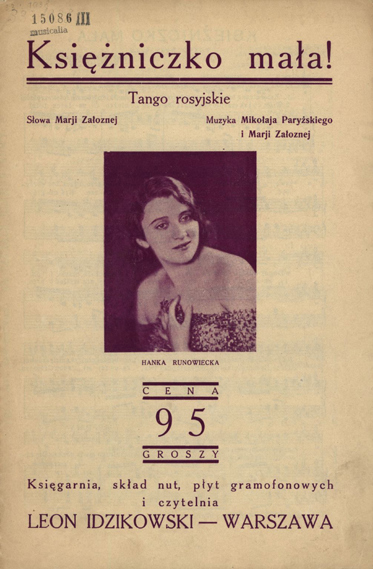 15086 III
muzicalia
Księżniczko mała!
Tango rosyjskie
Słowa Marji Załoznej
Muzyka Mikołaja Paryżskiego
i Marji Załoznej
HANKA RUNOWIECKA
CENA
95
GROSZY
Księgarnia, skład nut, płyt gramofonowych
i czytelnia
LEON IDZIKOWSKI — WARSZAWA